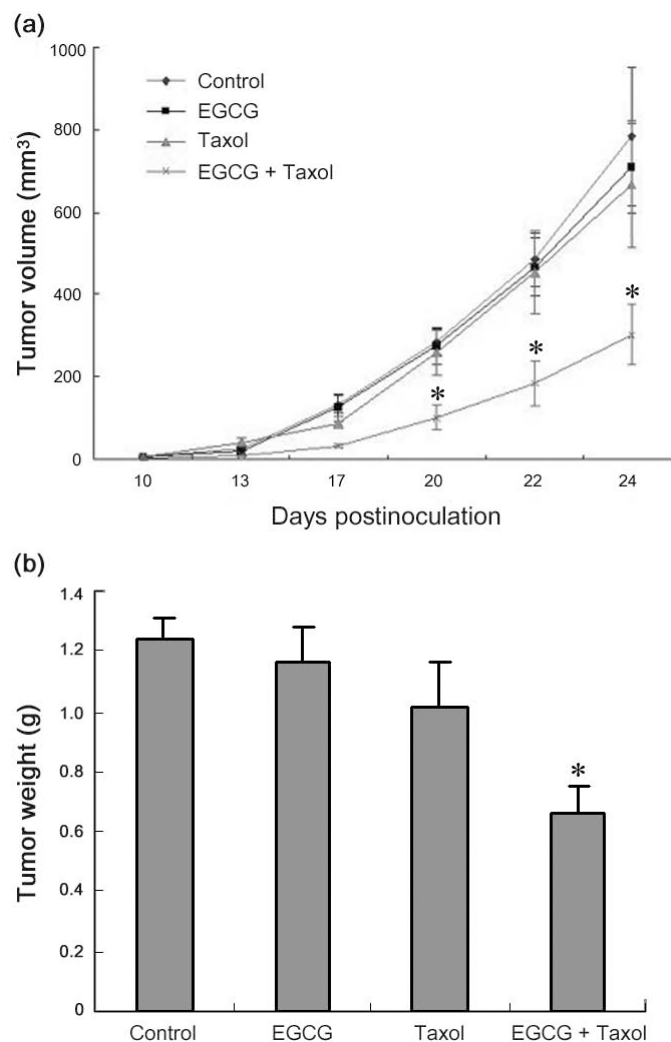 (a)
1000
800
600
400
200
0
Tumor volume (mm³)
Control
EGCG
Taxol
EGCG + Taxol
*
*
*
10 13 17 20 22 24
Days postinoculation
(b)
1.4
1.2
1.0
0.8
0.6
0.4
0.2
0
Tumor weight (g)
*
Control EGCG Taxol EGCG + Taxol